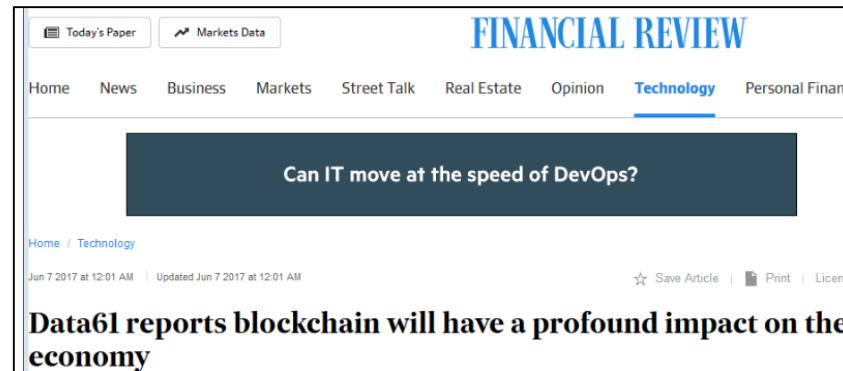 Today's Paper Markets Data FINANCIAL REVIEW
Home News Business Markets Street Talk Real Estate Opinion Technology Personal
Can IT move at the speed of DevOps?
Home / Technology
Jun 7 2017 at 12:01 AM | Updated Jun 7 2017 at 12:01 AM Save Article | Print |
Data61 reports blockchain will have a profound impact on the
economy